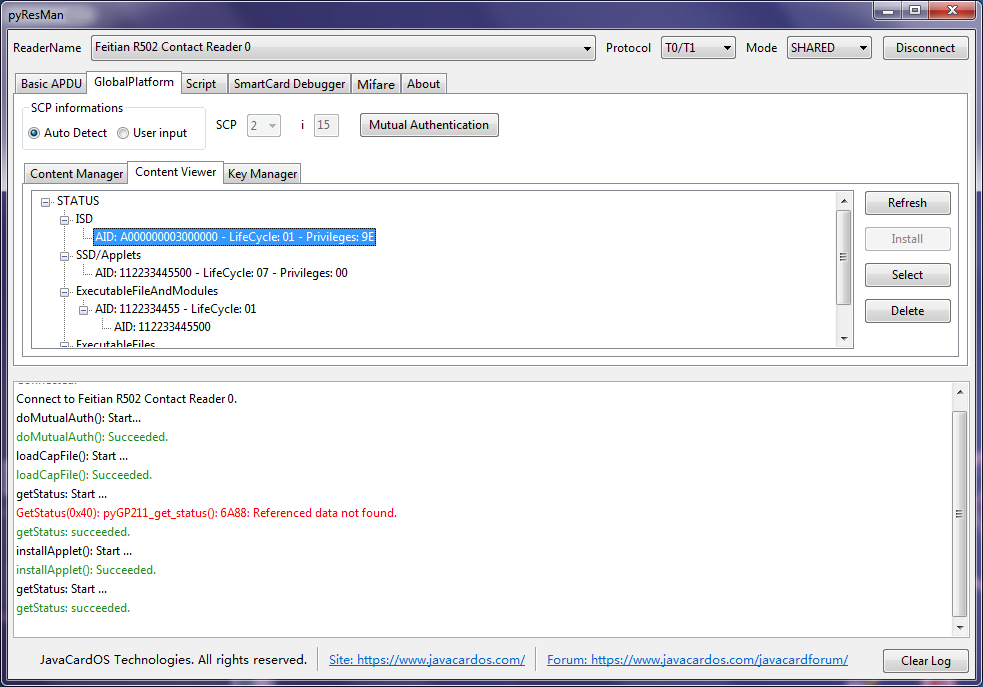 pyResMan
ReaderName Feitian R502 Contact Reader 0 Protocol T0/T1 Mode SHARED Disconnect
Basic APDU GlobalPlatform Script SmartCard Debugger Mifare About
SCP informations
Auto Detect User input SCP 2 i 15 Mutual Authentication
Content Manager Content Viewer Key Manager
STATUS Refresh
ISD
AID: A000000003000000 - LifeCycle: 01 - Privileges: 9E Install
SSD/Applets
AID: 112233445500 - LifeCycle: 07 - Privileges: 00 Select
ExecutableFileAndModules
AID: 1122334455 - LifeCycle: 01 Delete
AID: 112233445500
ExecutableFiles
Connected.
Connect to Feitian R502 Contact Reader 0.
doMutualAuth(): Start...
doMutualAuth(): Succeeded.
loadCapFile(): Start ...
loadCapFile(): Succeeded.
getStatus: Start ...
GetStatus(0x40): pyGP211_get_status(): 6A88: Referenced data not found.
getStatus: succeeded.
installApplet(): Start ...
installApplet(): Succeeded.
getStatus: Start ...
getStatus: succeeded.
JavaCardOS Technologies. All rights reserved. Site: https://www.javacardos.com/ Forum: https://www.javacardos.com/javacardforum/ Clear Log